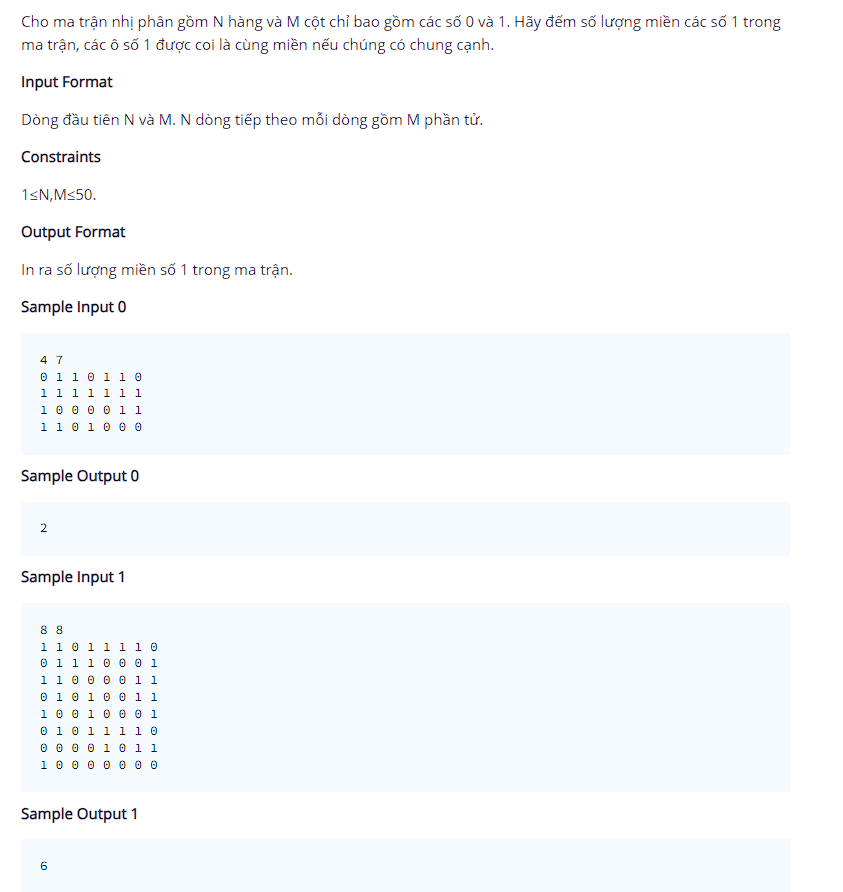 Cho ma trận nhị phân gồm N hàng và M cột chỉ bao gồm các số 0 và 1. Hãy đếm số lượng miền các số 1 trong
ma trận, các ô số 1 được coi là cùng miền nếu chúng có chung cạnh.
Input Format
Dòng đầu tiên N và M. N dòng tiếp theo mỗi dòng gồm M phần tử.
Constraints
1≤N,M≤50.
Output Format
In ra số lượng miền số 1 trong ma trận.
Sample Input 0
4 7
0 1 1 0 1 1 0
1 1 1 1 1 1 1
1 0 0 0 0 1 1
1 1 0 1 0 0 0
Sample Output 0
2
Sample Input 1
8 8
1 1 0 1 1 1 1 0
0 1 1 1 0 0 0 1
1 1 0 0 0 0 1 1
0 1 0 1 0 0 1 1
1 0 0 1 0 0 0 1
0 1 0 1 1 1 1 0
0 0 0 0 1 0 1 1
1 0 0 0 0 0 0 0
Sample Output 1
6